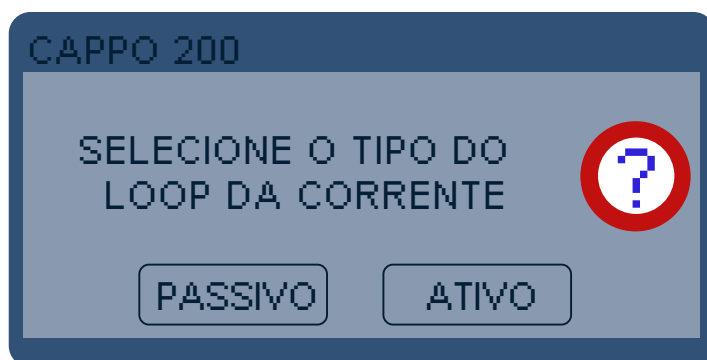 CAPPO 200
SELECIONE O TIPO DO
LOOP DA CORRENTE
?
PASSIVO ATIVO